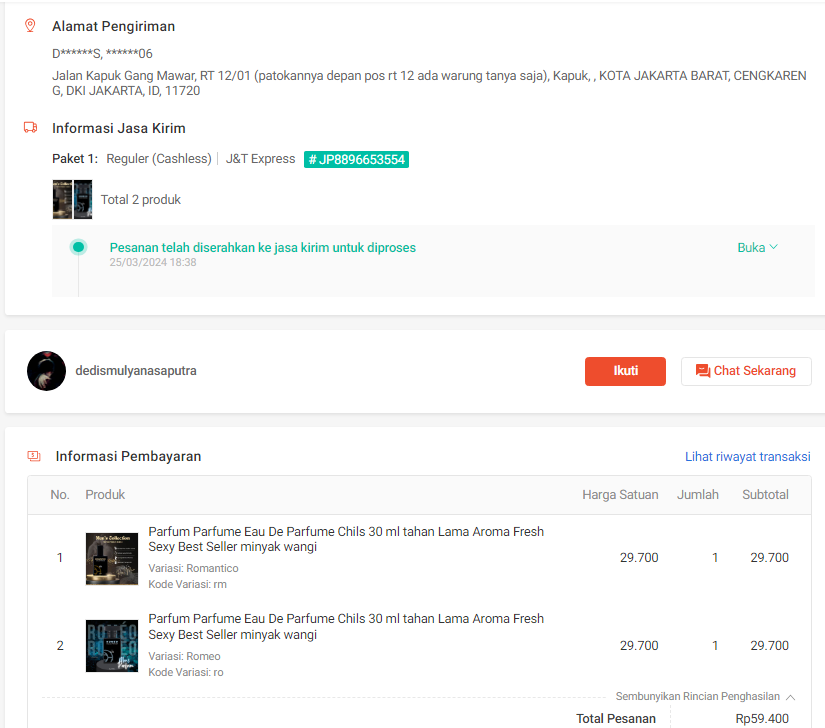 Alamat Pengiriman
D******S, ******06
Jalan Kapuk Gang Mawar, RT 12/01 (patokannya depan pos rt 12 ada warung tanya saja), Kapuk, , KOTA JAKARTA BARAT, CENGKAREN
G, DKI JAKARTA, ID, 11720
Informasi Jasa Kirim
Paket 1: Reguler (Cashless) J&T Express # JP8896653554
Total 2 produk
Pesanan telah diserahkan ke jasa kirim untuk diproses Buka
25/03/2024 18:38
dedismulyanasaputra Ikuti Chat Sekarang
Informasi Pembayaran Lihat riwayat transaksi
No. Produk Harga Satuan Jumlah Subtotal
Parfum Parfume Eau De Parfume Chils 30 ml tahan Lama Aroma Fresh
Sexy Best Seller minyak wangi
1 29.700 1 29.700
Variasi: Romantico
Kode Variasi: rm
Parfum Parfume Eau De Parfume Chils 30 ml tahan Lama Aroma Fresh
Sexy Best Seller minyak wangi
2 29.700 1 29.700
Variasi: Romeo
Kode Variasi: ro
Sembunyikan Rincian Penghasilan
Total Pesanan Rp59.400